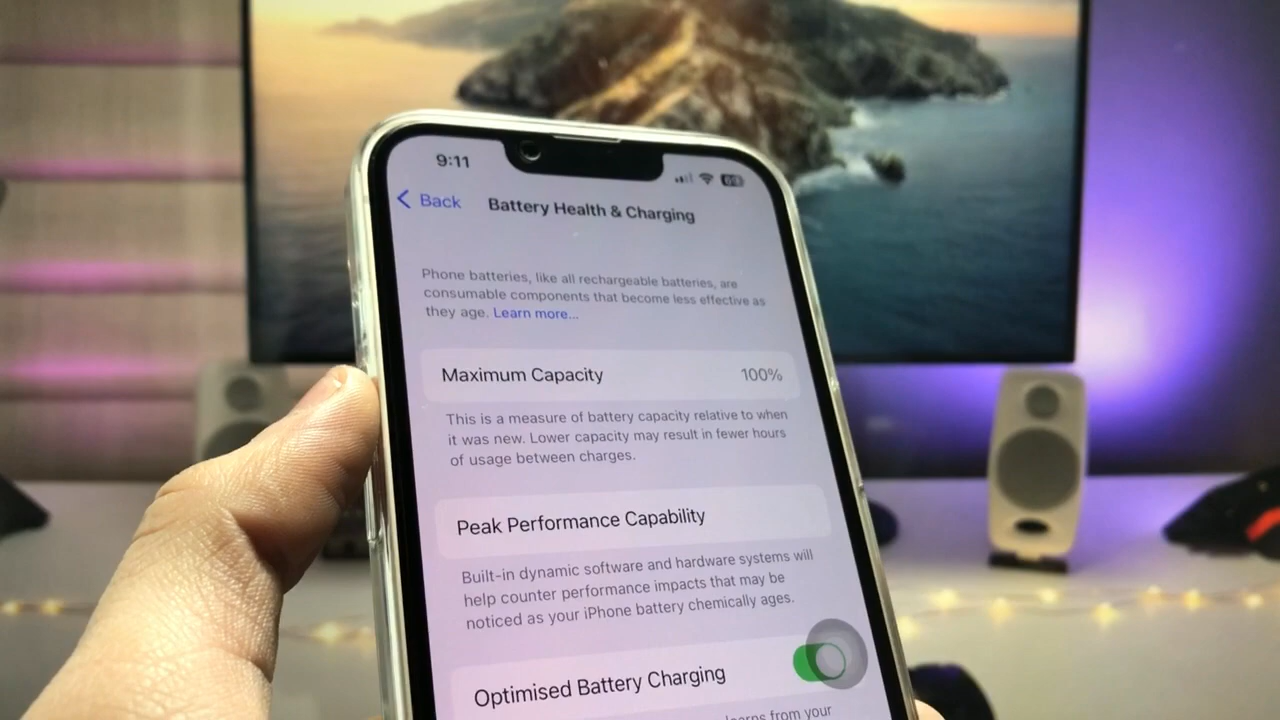 9:11
Back
Battery Health & Charging
Phone batteries, like all rechargeable batteries, are
consumable components that become less effective as
they age. Learn more...
Maximum Capacity 100%
This is a measure of battery capacity relative to when
it was new. Lower capacity may result in fewer hours
of usage between charges.
Peak Performance Capability
Built-in dynamic software and hardware systems will
help counter performance impacts that may be
noticed as your iPhone battery chemically ages.
Optimised Battery Charging
learns from your